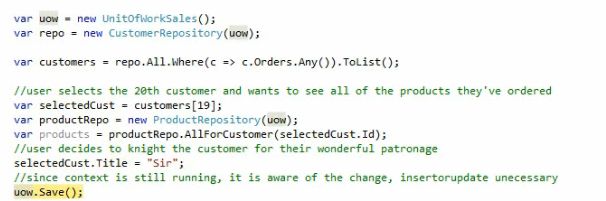 var uow = new UnitOfWorkSales();
var repo = new CustomerRepository(uow);
var customers = repo.All.Where(c => c.Orders.Any()).ToList();
//user selects the 20th customer and wants to see all of the products they've ordered
var selectedCust = customers[19];
var productRepo = new ProductRepository(uow);
var products = productRepo.AllForCustomer(selectedCust.Id);
//user decides to knight the customer for their wonderful patronage
selectedCust.Title = "Sir";
//since context is still running, it is aware of the change, insertorupdate unecessary
uow.Save();